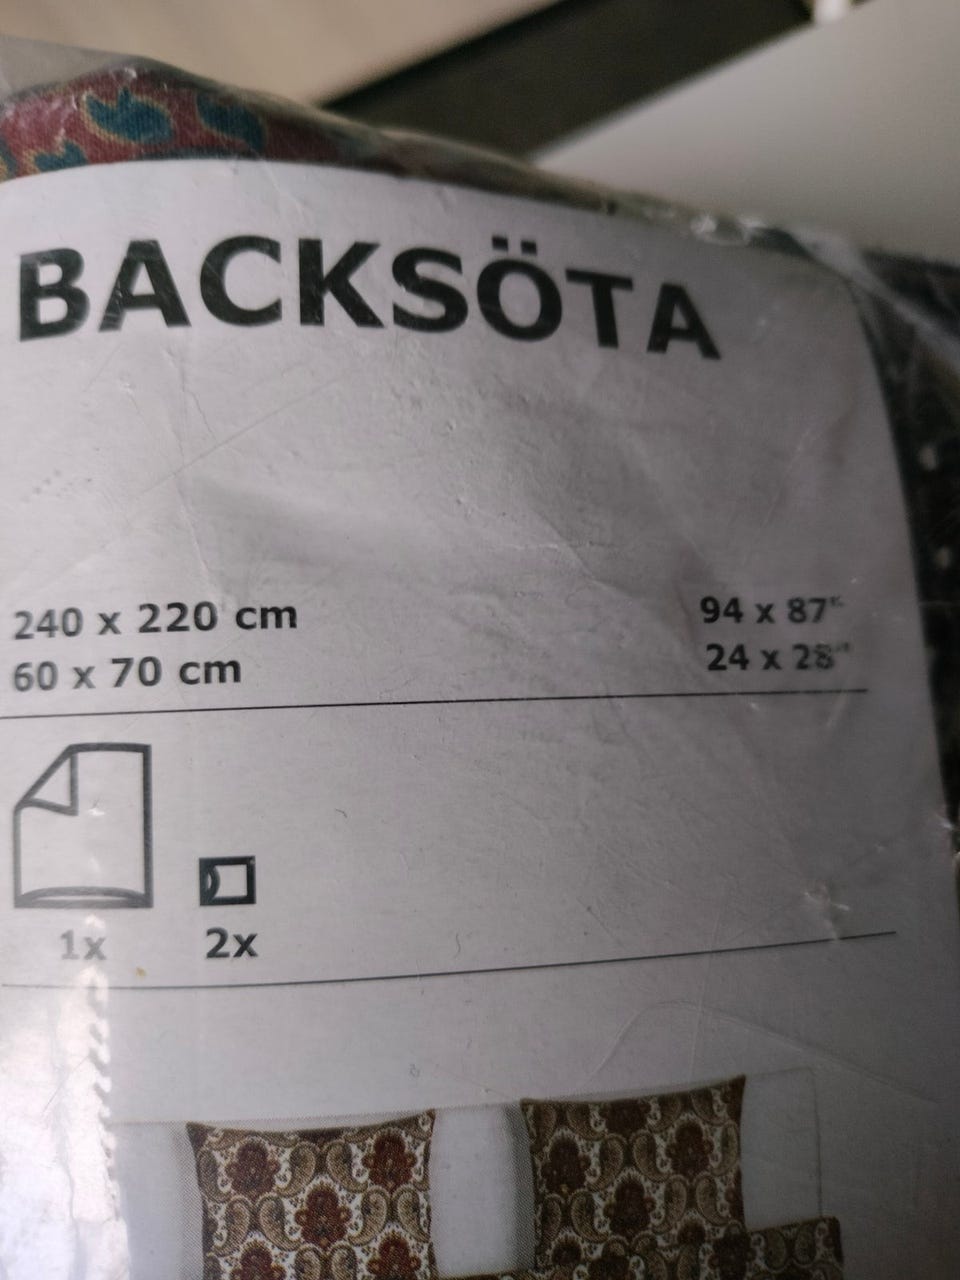 BACKSÖTA
240 x 220 cm 94 x 87"
60 x 70 cm 24 x 28"
1x 2x